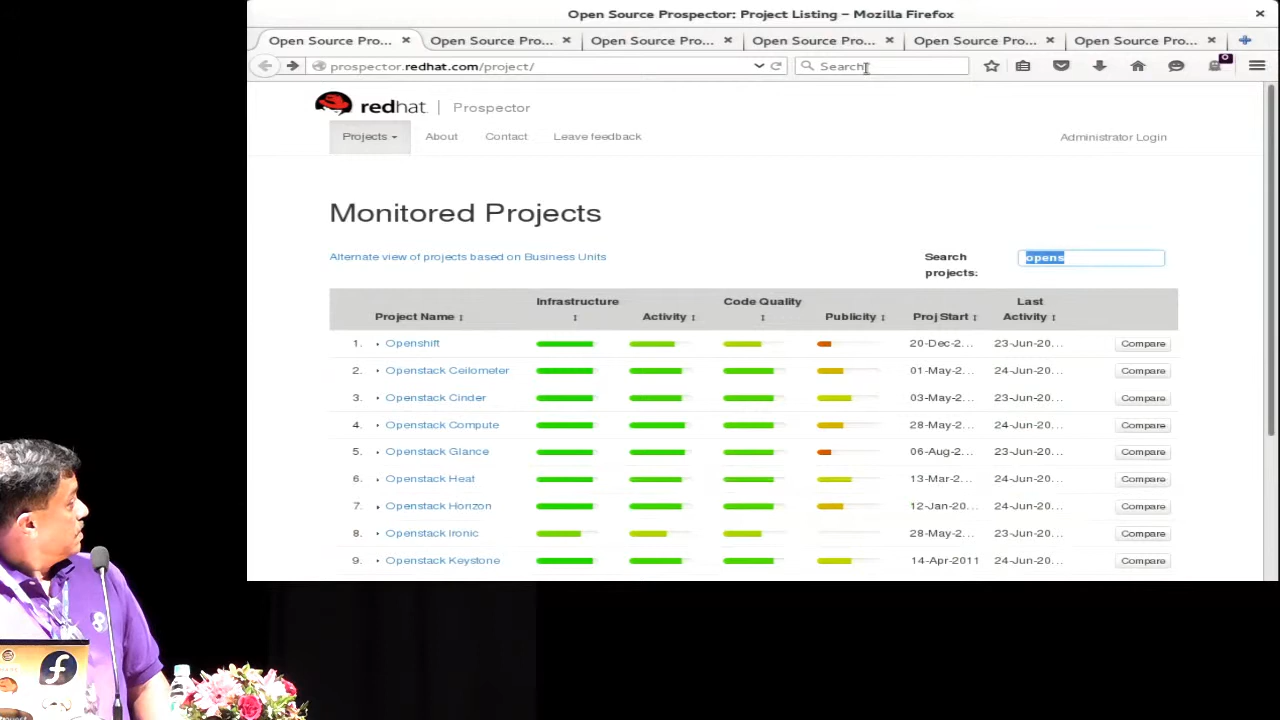 Open Source Prospector: Project Listing – Mozilla Firefox
Open Source Pro... Open Source Pro... Open Source Pro... Open Source Pro... Open Source Pro... Open Source Pro...
prospector.redhat.com/project/ Search
redhat. | Prospector
Projects About Contact Leave feedback Administrator Login
Monitored Projects
Alternate view of projects based on Business Units
Search projects: opens
Project Name Infrastructure Activity Code Quality Publicity Proj Start Last Activity
1. Openshift 20-Dec-2... 23-Jun-20... Compare
2. Openstack Ceilometer 01-May-2... 24-Jun-20... Compare
3. Openstack Cinder 03-May-2... 23-Jun-20... Compare
4. Openstack Compute 28-May-2... 24-Jun-20... Compare
5. Openstack Glance 06-Aug-2... 23-Jun-20... Compare
6. Openstack Heat 13-Mar-2... 24-Jun-20... Compare
7. Openstack Horizon 12-Jan-20... 24-Jun-20... Compare
8. Openstack Ironic 28-May-2... 23-Jun-20... Compare
9. Openstack Keystone 14-Apr-2011 24-Jun-20... Compare